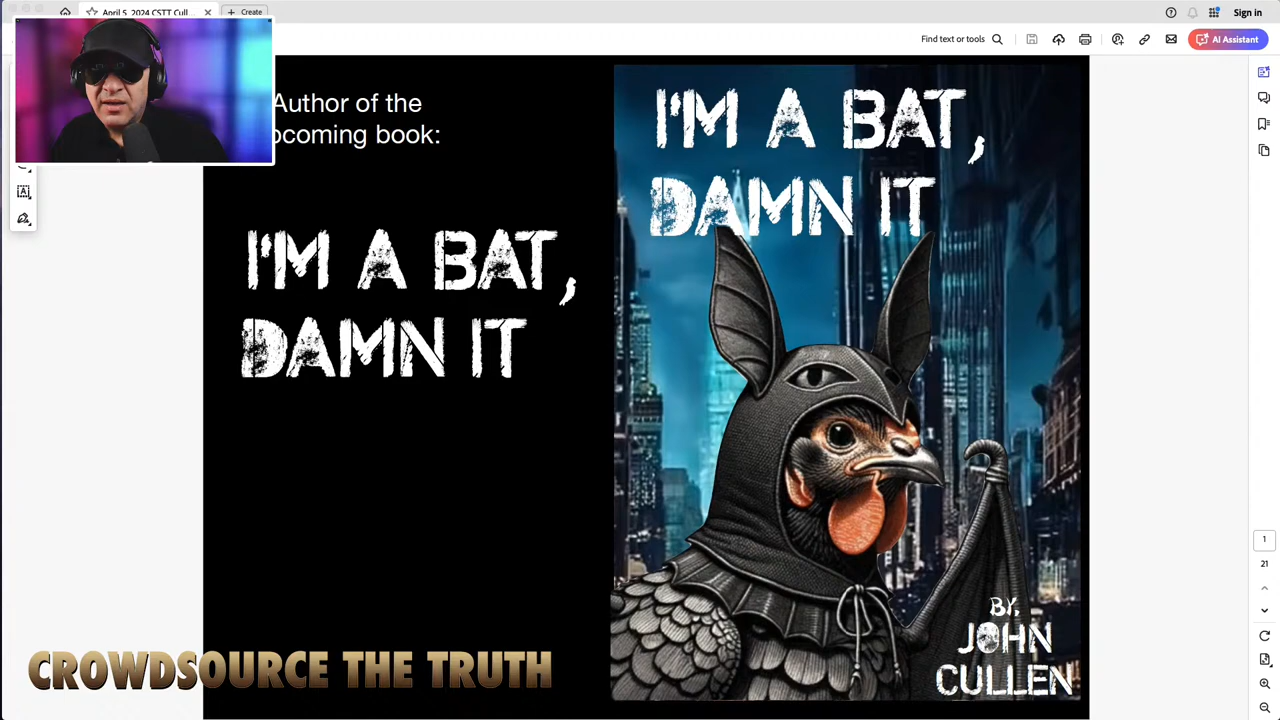 April 5, 2024 CSTT Cull
Create
Sign in
Find text or tools
AI Assistant
Author of the
pcoming book:
I'M A BAT,
DAMN IT
I'M A BAT,
DAMN IT
BY,
JOHN
CULLEN
1
21
CROWDSOURCE THE TRUTH